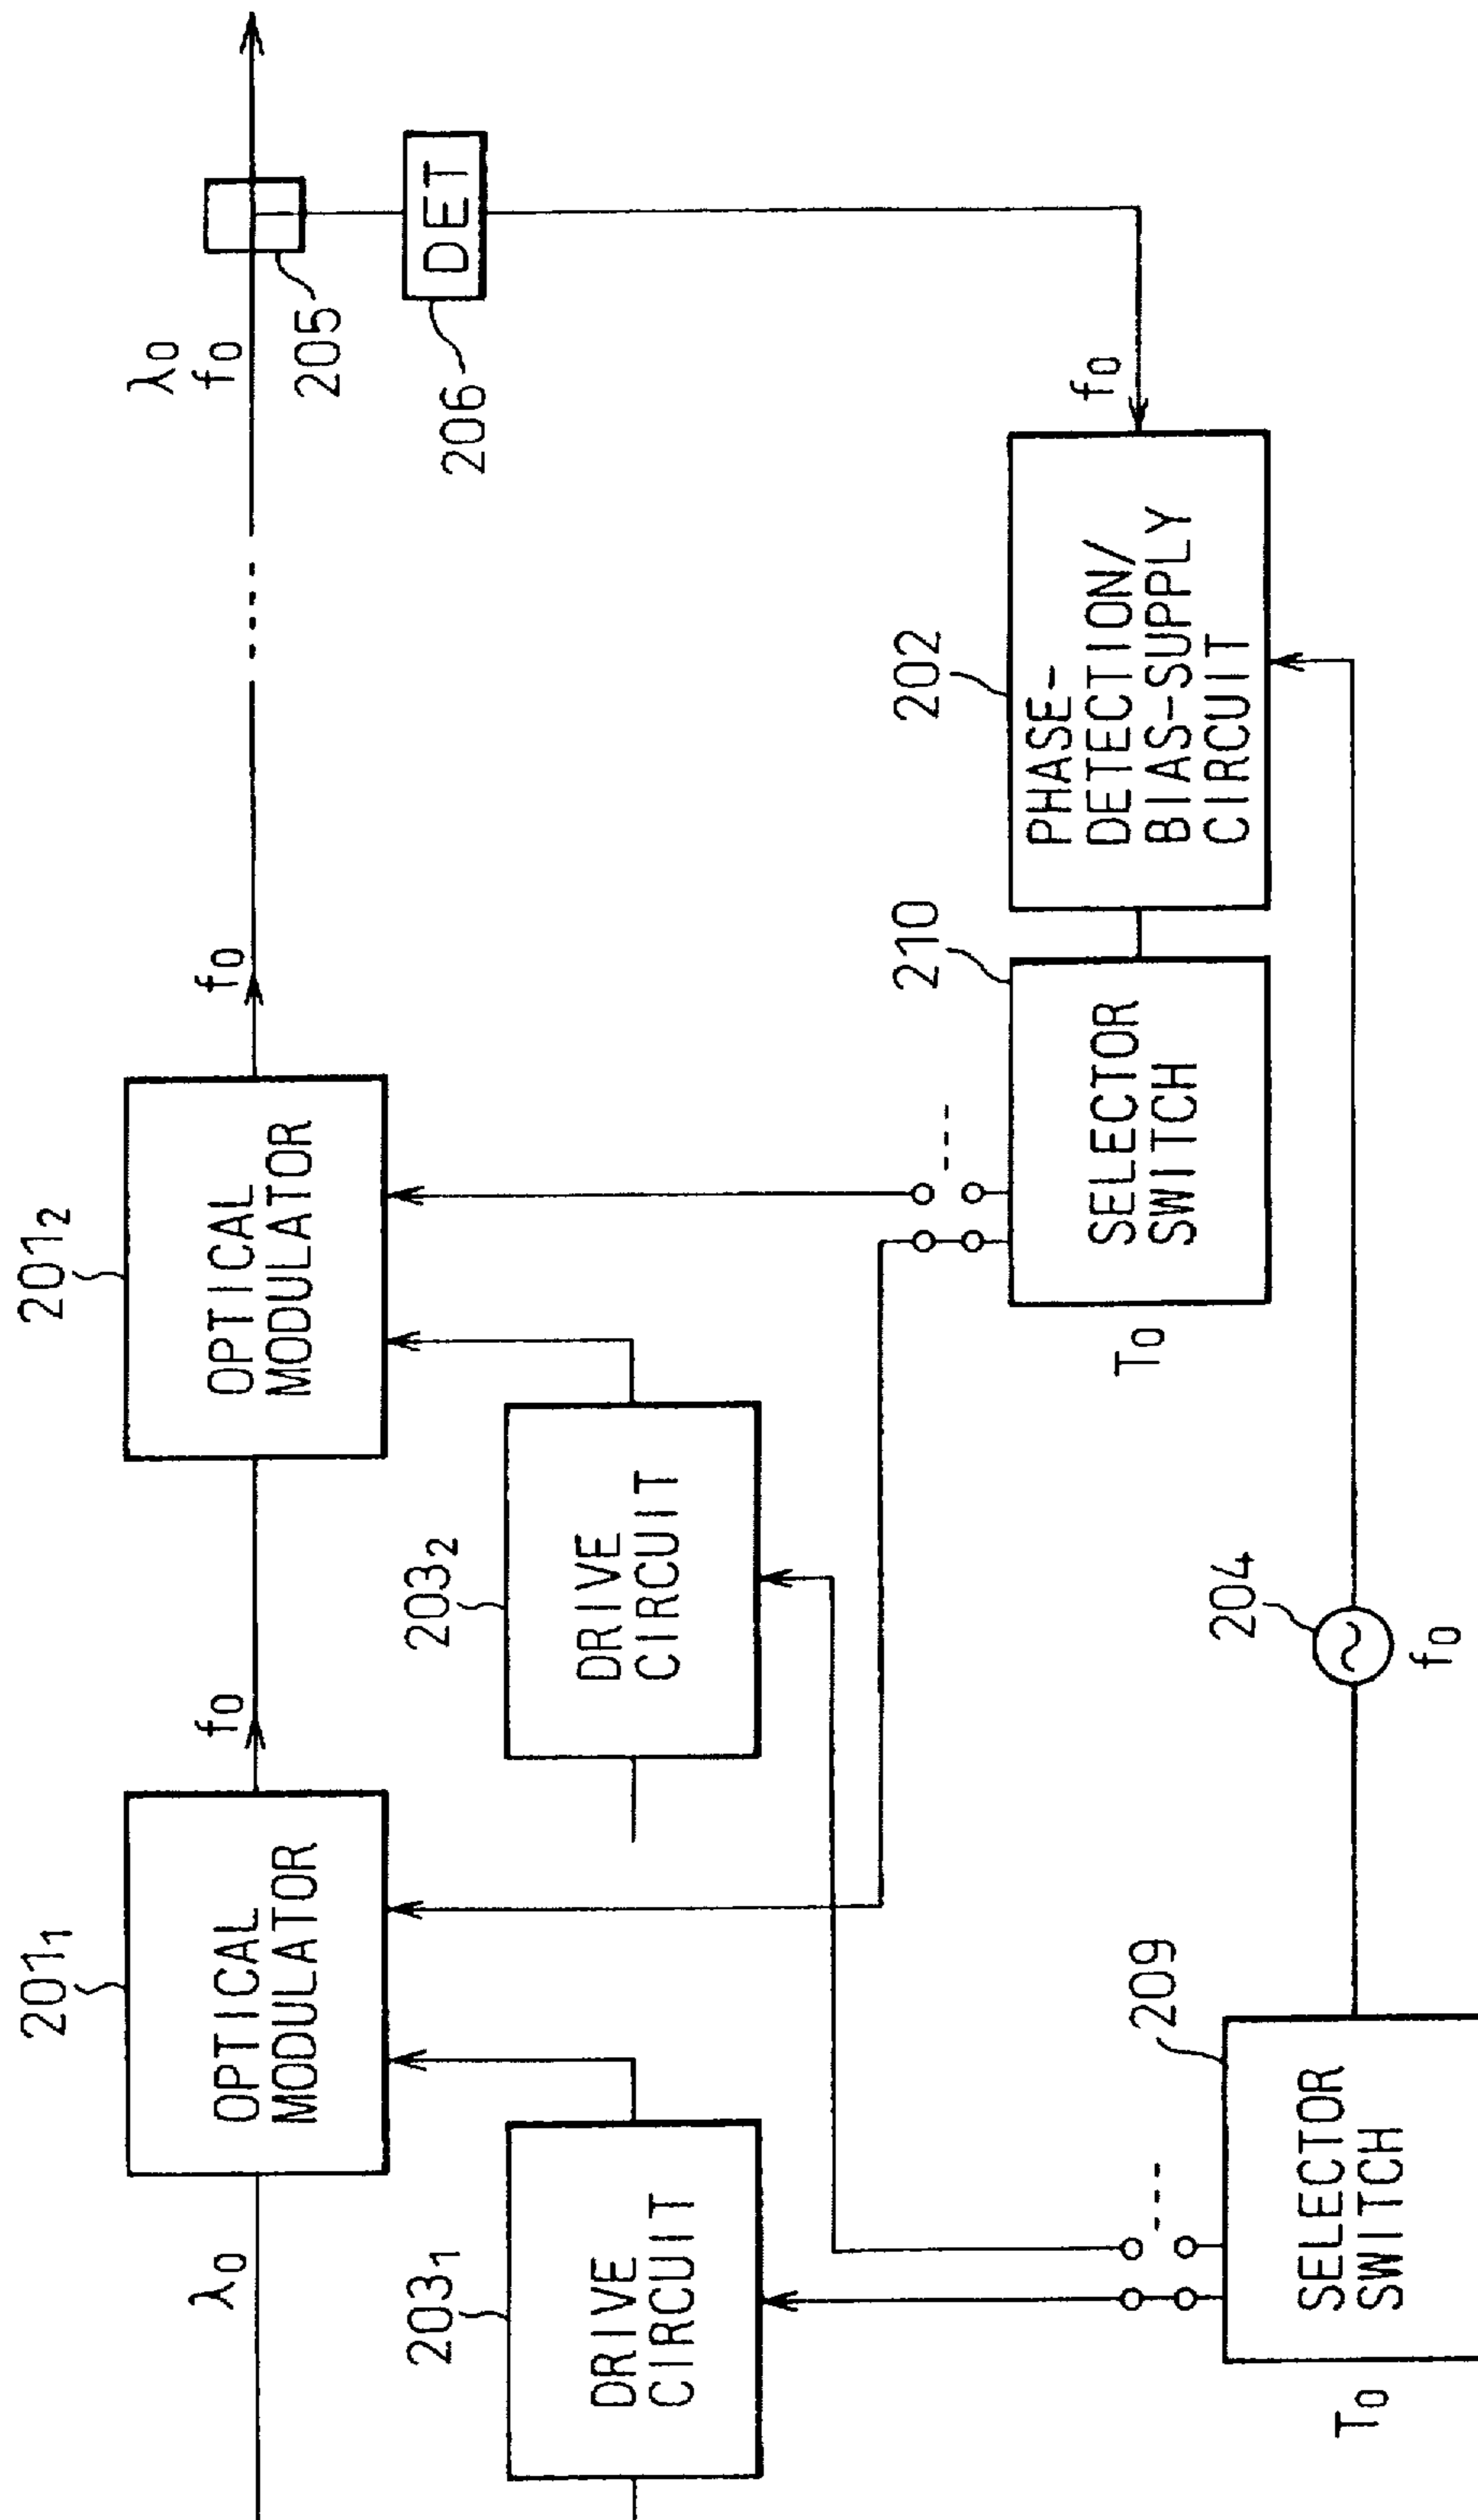 λ0
201₁
OPTICAL
MODULATOR
f0
201₂
OPTICAL
MODULATOR
f0
λ0
f0
205
DET
206
203₁
DRIVE
CIRCUIT
203₂
DRIVE
CIRCUIT
T0
SELECTOR
SWITCH
210
PHASE-
DETECTION/
BIAS-SUPPLY
CIRCUIT
202
f0
T0
SELECTOR
SWITCH
209
204
f0